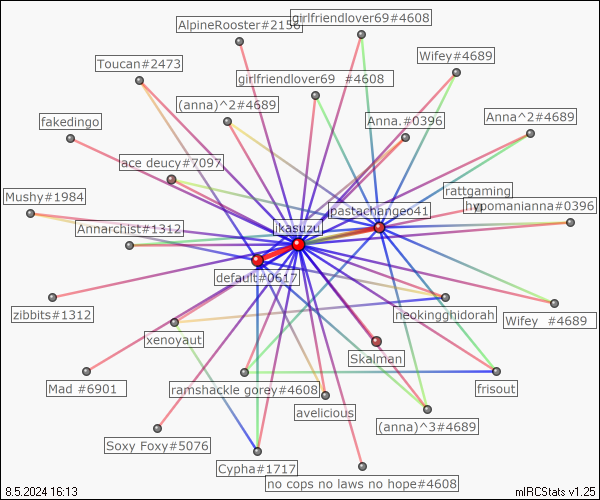 AlpineRooster#2156
girlfriendlover69#4608
Toucan#2473
Wifey#4689
girlfriendlover69 #4608
(anna)^2#4689
fakedingo
Anna.#0396
Anna^2#4689
ace deucy#7097
Mushy#1984
rattgaming
hypomanianna#0396
pastachange041
Annarchist#1312
ikasuzu
default#0617
zibbits#1312
neokingghidorah
Wifey #4689
xenoyaut
Skalman
Mad #6901
ramshackle gorey#4608
frisout
avelicious
(anna)^3#4689
Soxy Foxy#5076
Cypha#1717
no cops no laws no hope#4608
8.5.2024 16:13
mIRCStats v1.25